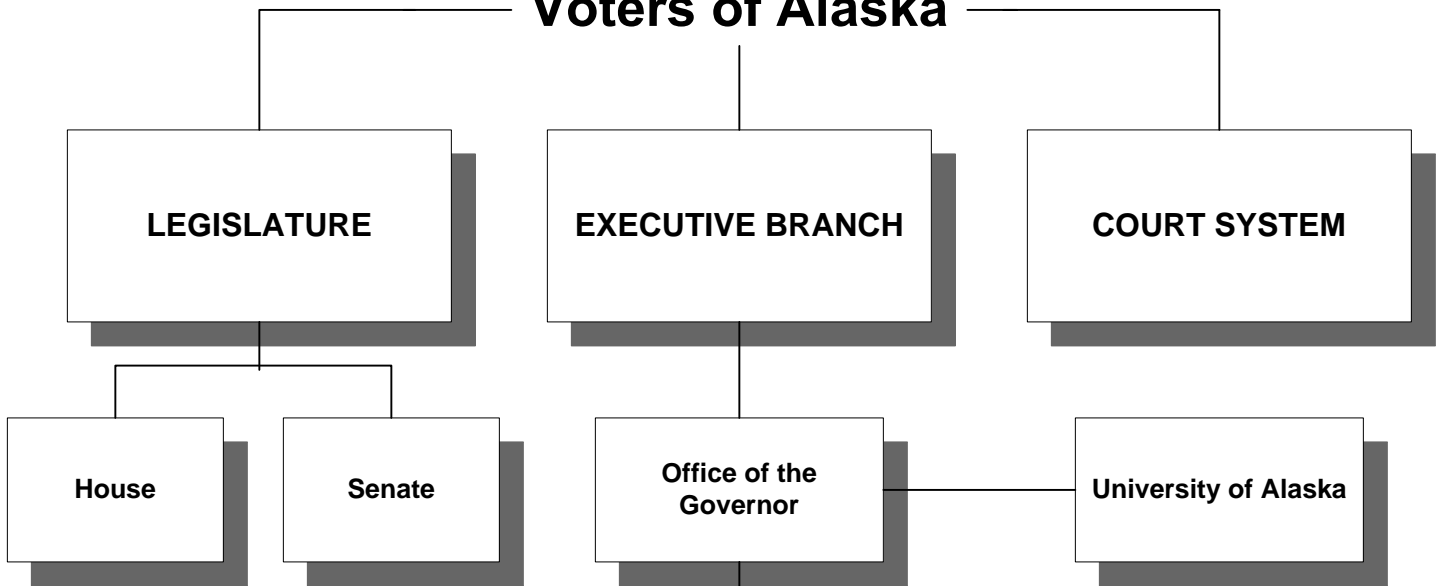 Voters of Alaska
LEGISLATURE
EXECUTIVE BRANCH
COURT SYSTEM
House
Senate
Office of the
Governor
University of Alaska